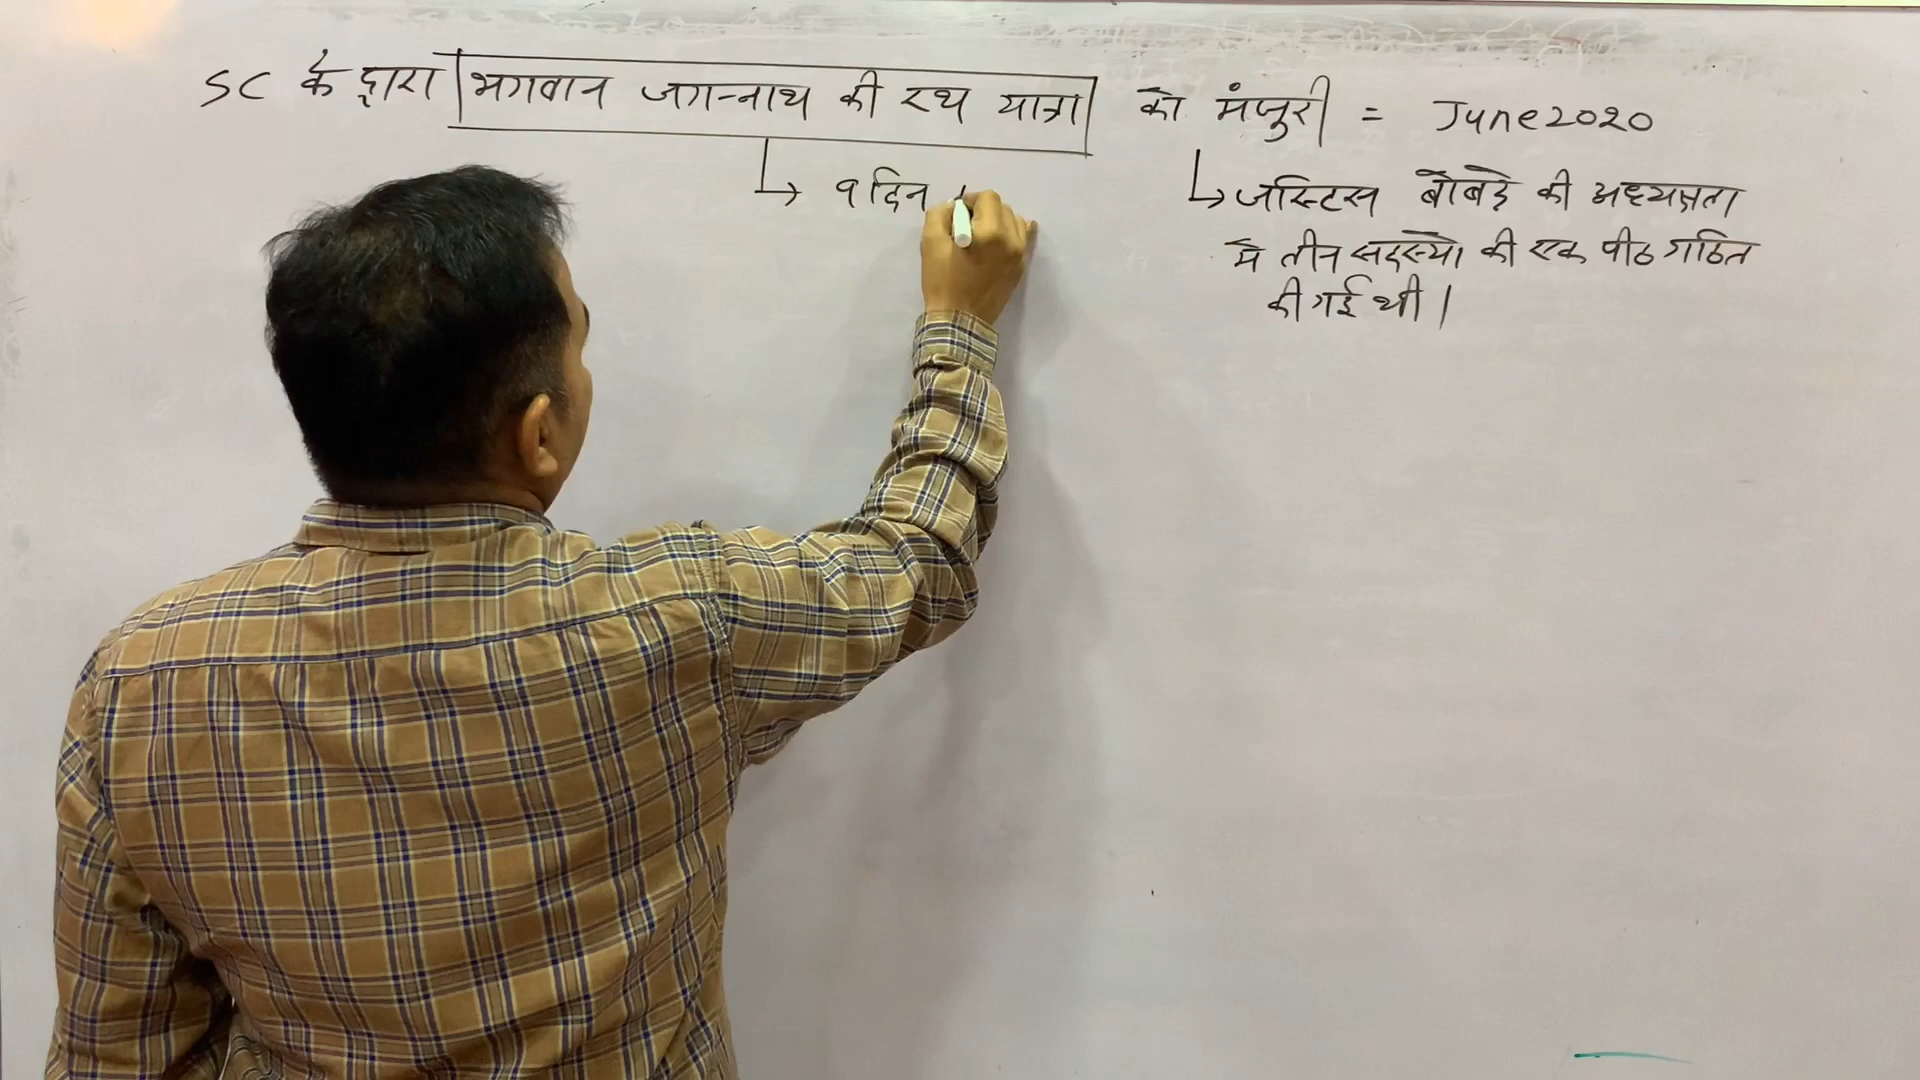 SC के द्वारा भगवान जगन्नाथ की रथ यात्रा को मंजुरी = June 2020
9 दिन
↳ जस्टिस बोबडे की अध्यक्षता
मे तीन सदस्यो की एक पीठ गठित
की गई थी।